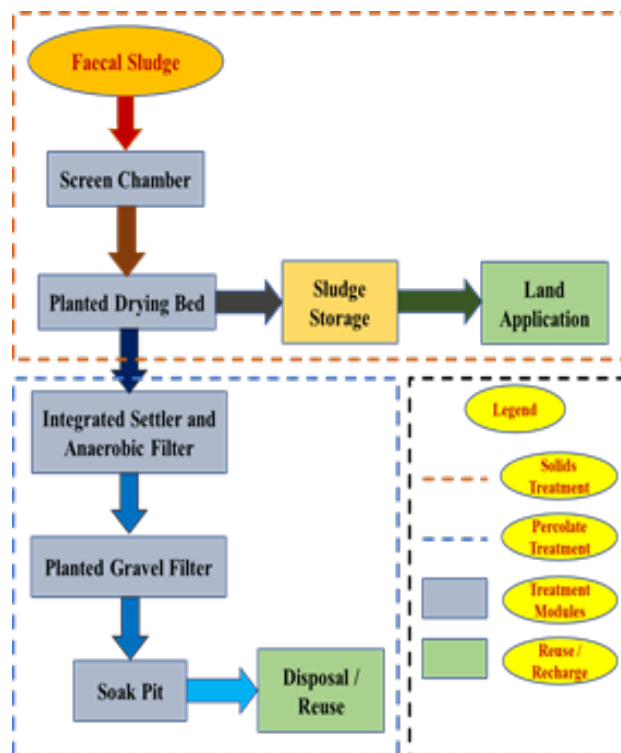 Faecal Sludge
Screen Chamber
Planted Drying Bed
Sludge
Storage
Land
Application
Integrated Settler and
Anaerobic Filter
Planted Gravel Filter
Soak Pit
Disposal /
Reuse
Legend
Solids
Treatment
Percolate
Treatment
Treatment
Modules
Reuse /
Recharge